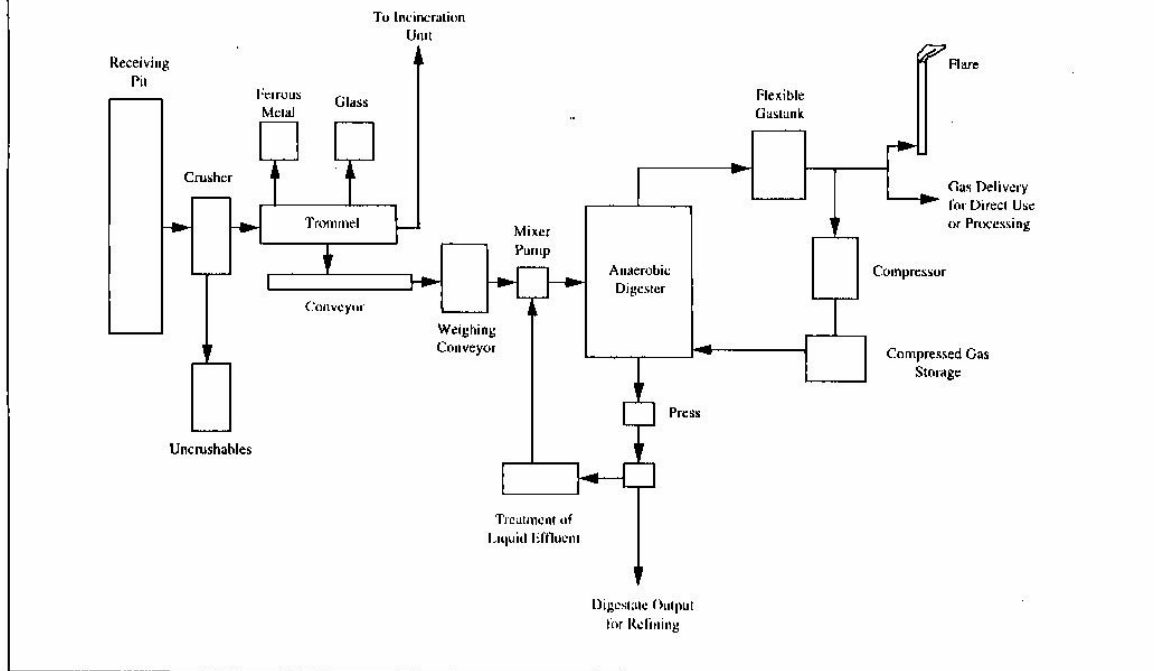 To Incineration
Unit
Receiving
Pit
Ferrous
Metal
Glass
Flexible
Gastank
Flare
Crusher
Trommel
Mixer
Pump
Gas Delivery
for Direct Use
or Processing
Anaerobic
Digester
Compressor
Conveyor
Weighing
Conveyor
Compressed Gas
Storage
Press
Uncrushables
Treatment of
Liquid Effluent
Digestate Output
for Refining